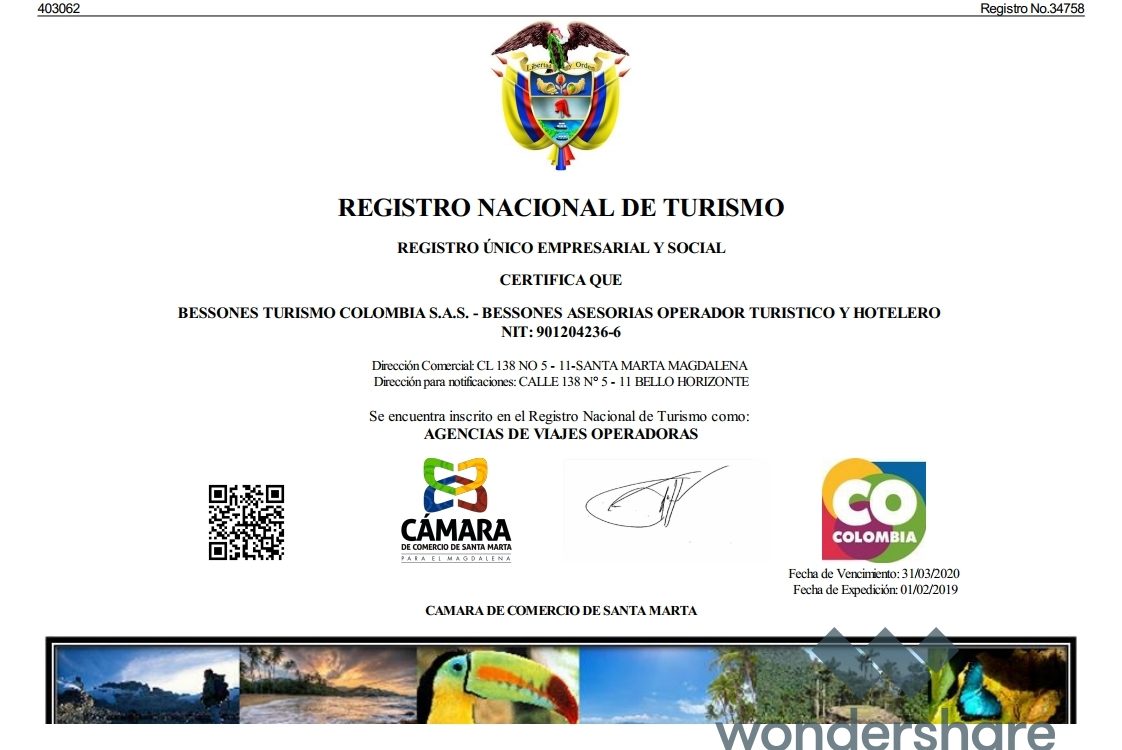 403062
Registro No.34758
Libertad y Orden
REGISTRO NACIONAL DE TURISMO
REGISTRO ÚNICO EMPRESARIAL Y SOCIAL
CERTIFICA QUE
BESSONES TURISMO COLOMBIA S.A.S. - BESSONES ASESORIAS OPERADOR TURISTICO Y HOTELERO
NIT: 901204236-6
Dirección Comercial: CL 138 NO 5 - 11-SANTA MARTA MAGDALENA
Dirección para notificaciones: CALLE 138 N° 5 - 11 BELLO HORIZONTE
Se encuentra inscrito en el Registro Nacional de Turismo como:
AGENCIAS DE VIAJES OPERADORAS
CÁMARA
DE COMERCIO DE SANTA MARTA
PARA EL MAGDALENA
CO
COLOMBIA
Fecha de Vencimiento: 31/03/2020
Fecha de Expedición: 01/02/2019
CAMARA DE COMERCIO DE SANTA MARTA
wondershare